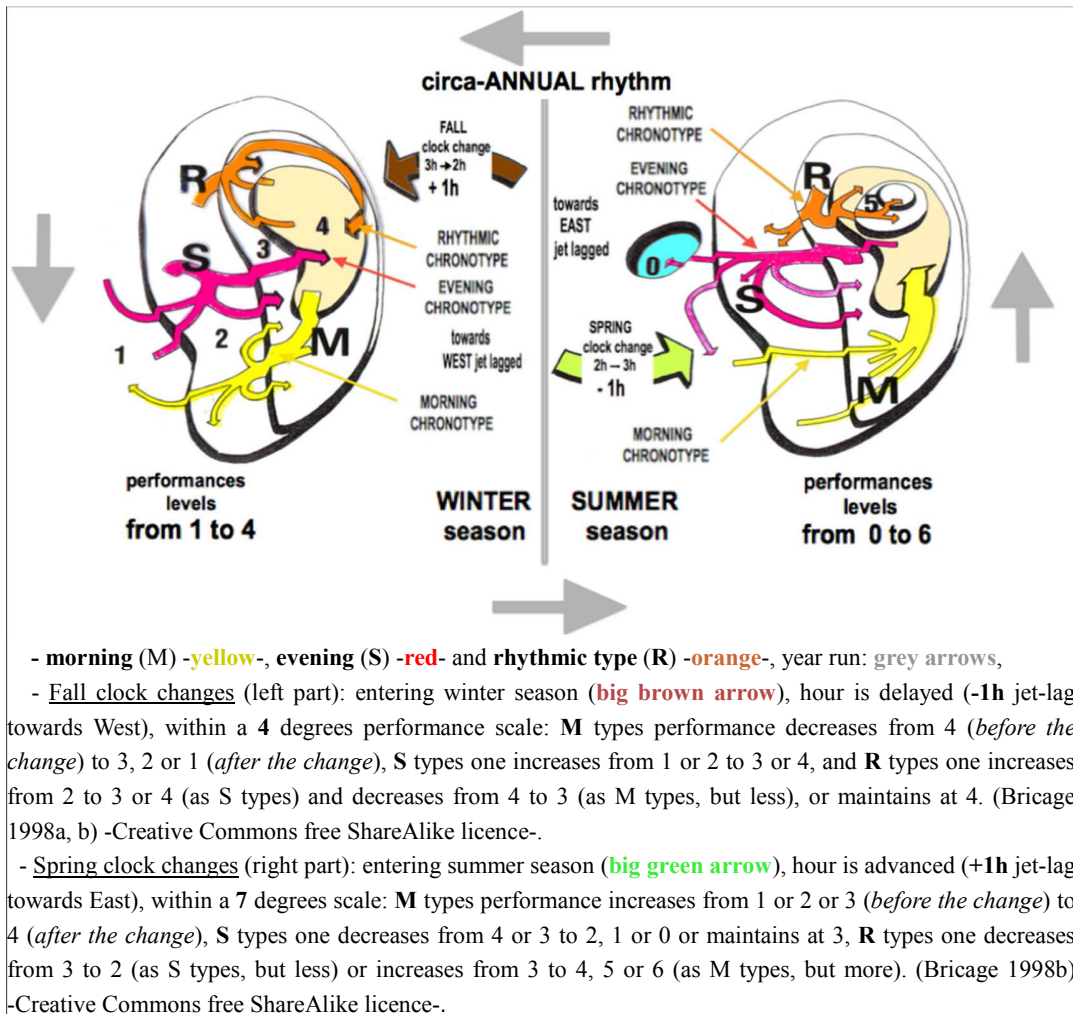 circa-ANNUAL rhythm
FALL
clock change
3h → 2h
+ 1h
R
4
3
S
2
1
M
RHYTHMIC
CHRONOTYPE
EVENING
CHRONOTYPE
towards
WEST jet lagged
MORNING
CHRONOTYPE
performances
levels
from 1 to 4
WINTER
season
RHYTHMIC
CHRONOTYPE
EVENING
CHRONOTYPE
towards
EAST
jet lagged
R
5
0
S
SPRING
clock change
2h → 3h
- 1h
M
MORNING
CHRONOTYPE
SUMMER
season
performances
levels
from 0 to 6
- morning (M) -yellow-, evening (S) -red- and rhythmic type (R) -orange-, year run: grey arrows,
- Fall clock changes (left part): entering winter season (big brown arrow), hour is delayed (-1h jet-lag
towards West), within a 4 degrees performance scale: M types performance decreases from 4 (before the
change) to 3, 2 or 1 (after the change), S types one increases from 1 or 2 to 3 or 4, and R types one increases
from 2 to 3 or 4 (as S types) and decreases from 4 to 3 (as M types, but less), or maintains at 4. (Bricage
1998a, b) -Creative Commons free ShareAlike licence-.
- Spring clock changes (right part): entering summer season (big green arrow), hour is advanced (+1h jet-lag
towards East), within a 7 degrees scale: M types performance increases from 1 or 2 or 3 (before the change) to
4 (after the change), S types one decreases from 4 or 3 to 2, 1 or 0 or maintains at 3, R types one decreases
from 3 to 2 (as S types, but less) or increases from 3 to 4, 5 or 6 (as M types, but more). (Bricage 1998b)
-Creative Commons free ShareAlike licence-.